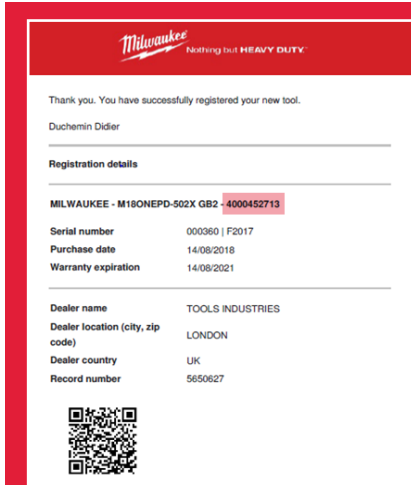 Milwaukee
Nothing but HEAVY DUTY.
Thank you. You have successfully registered your new tool.
Duchemin Didier
Registration details
MILWAUKEE - M18ONEPD-502X GB2 - 4000452713
Serial number 000360 | F2017
Purchase date 14/08/2018
Warranty expiration 14/08/2021
Dealer name TOOLS INDUSTRIES
Dealer location (city, zip
code) LONDON
Dealer country UK
Record number 5650627